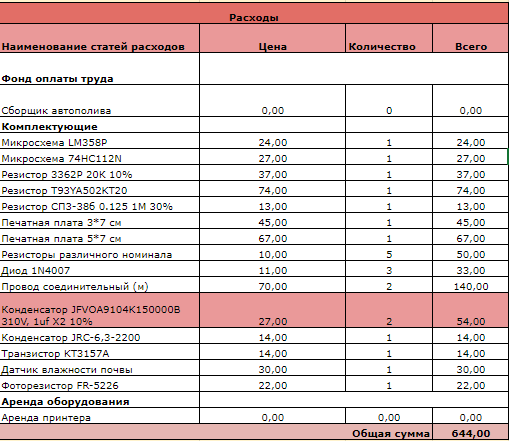 Расходы
Наименование статей расходов Цена Количество Всего
Фонд оплаты труда
Сборщик автополива 0,00 0 0,00
Комплектующие
Микросхема LM358P 24,00 1 24,00
Микросхема 74HC112N 27,00 1 27,00
Резистор 3362P 20K 10% 37,00 1 37,00
Резистор T93YA502KT20 74,00 1 74,00
Резистор СП3-38б 0.125 1М 30% 13,00 1 13,00
Печатная плата 3*7 см 45,00 1 45,00
Печатная плата 5*7 см 67,00 1 67,00
Резисторы различного номинала 10,00 5 50,00
Диод 1N4007 11,00 3 33,00
Провод соединительный (м) 70,00 2 140,00
Конденсатор JFVOA9104K150000B
310V, 1uf X2 10% 27,00 2 54,00
Конденсатор JRC-6,3-2200 14,00 1 14,00
Транзистор КТ3157А 14,00 1 14,00
Датчик влажности почвы 30,00 1 30,00
Фоторезистор FR-5226 22,00 1 22,00
Аренда оборудования
Аренда принтера 0,00 0,00 0,00
Общая сумма 644,00